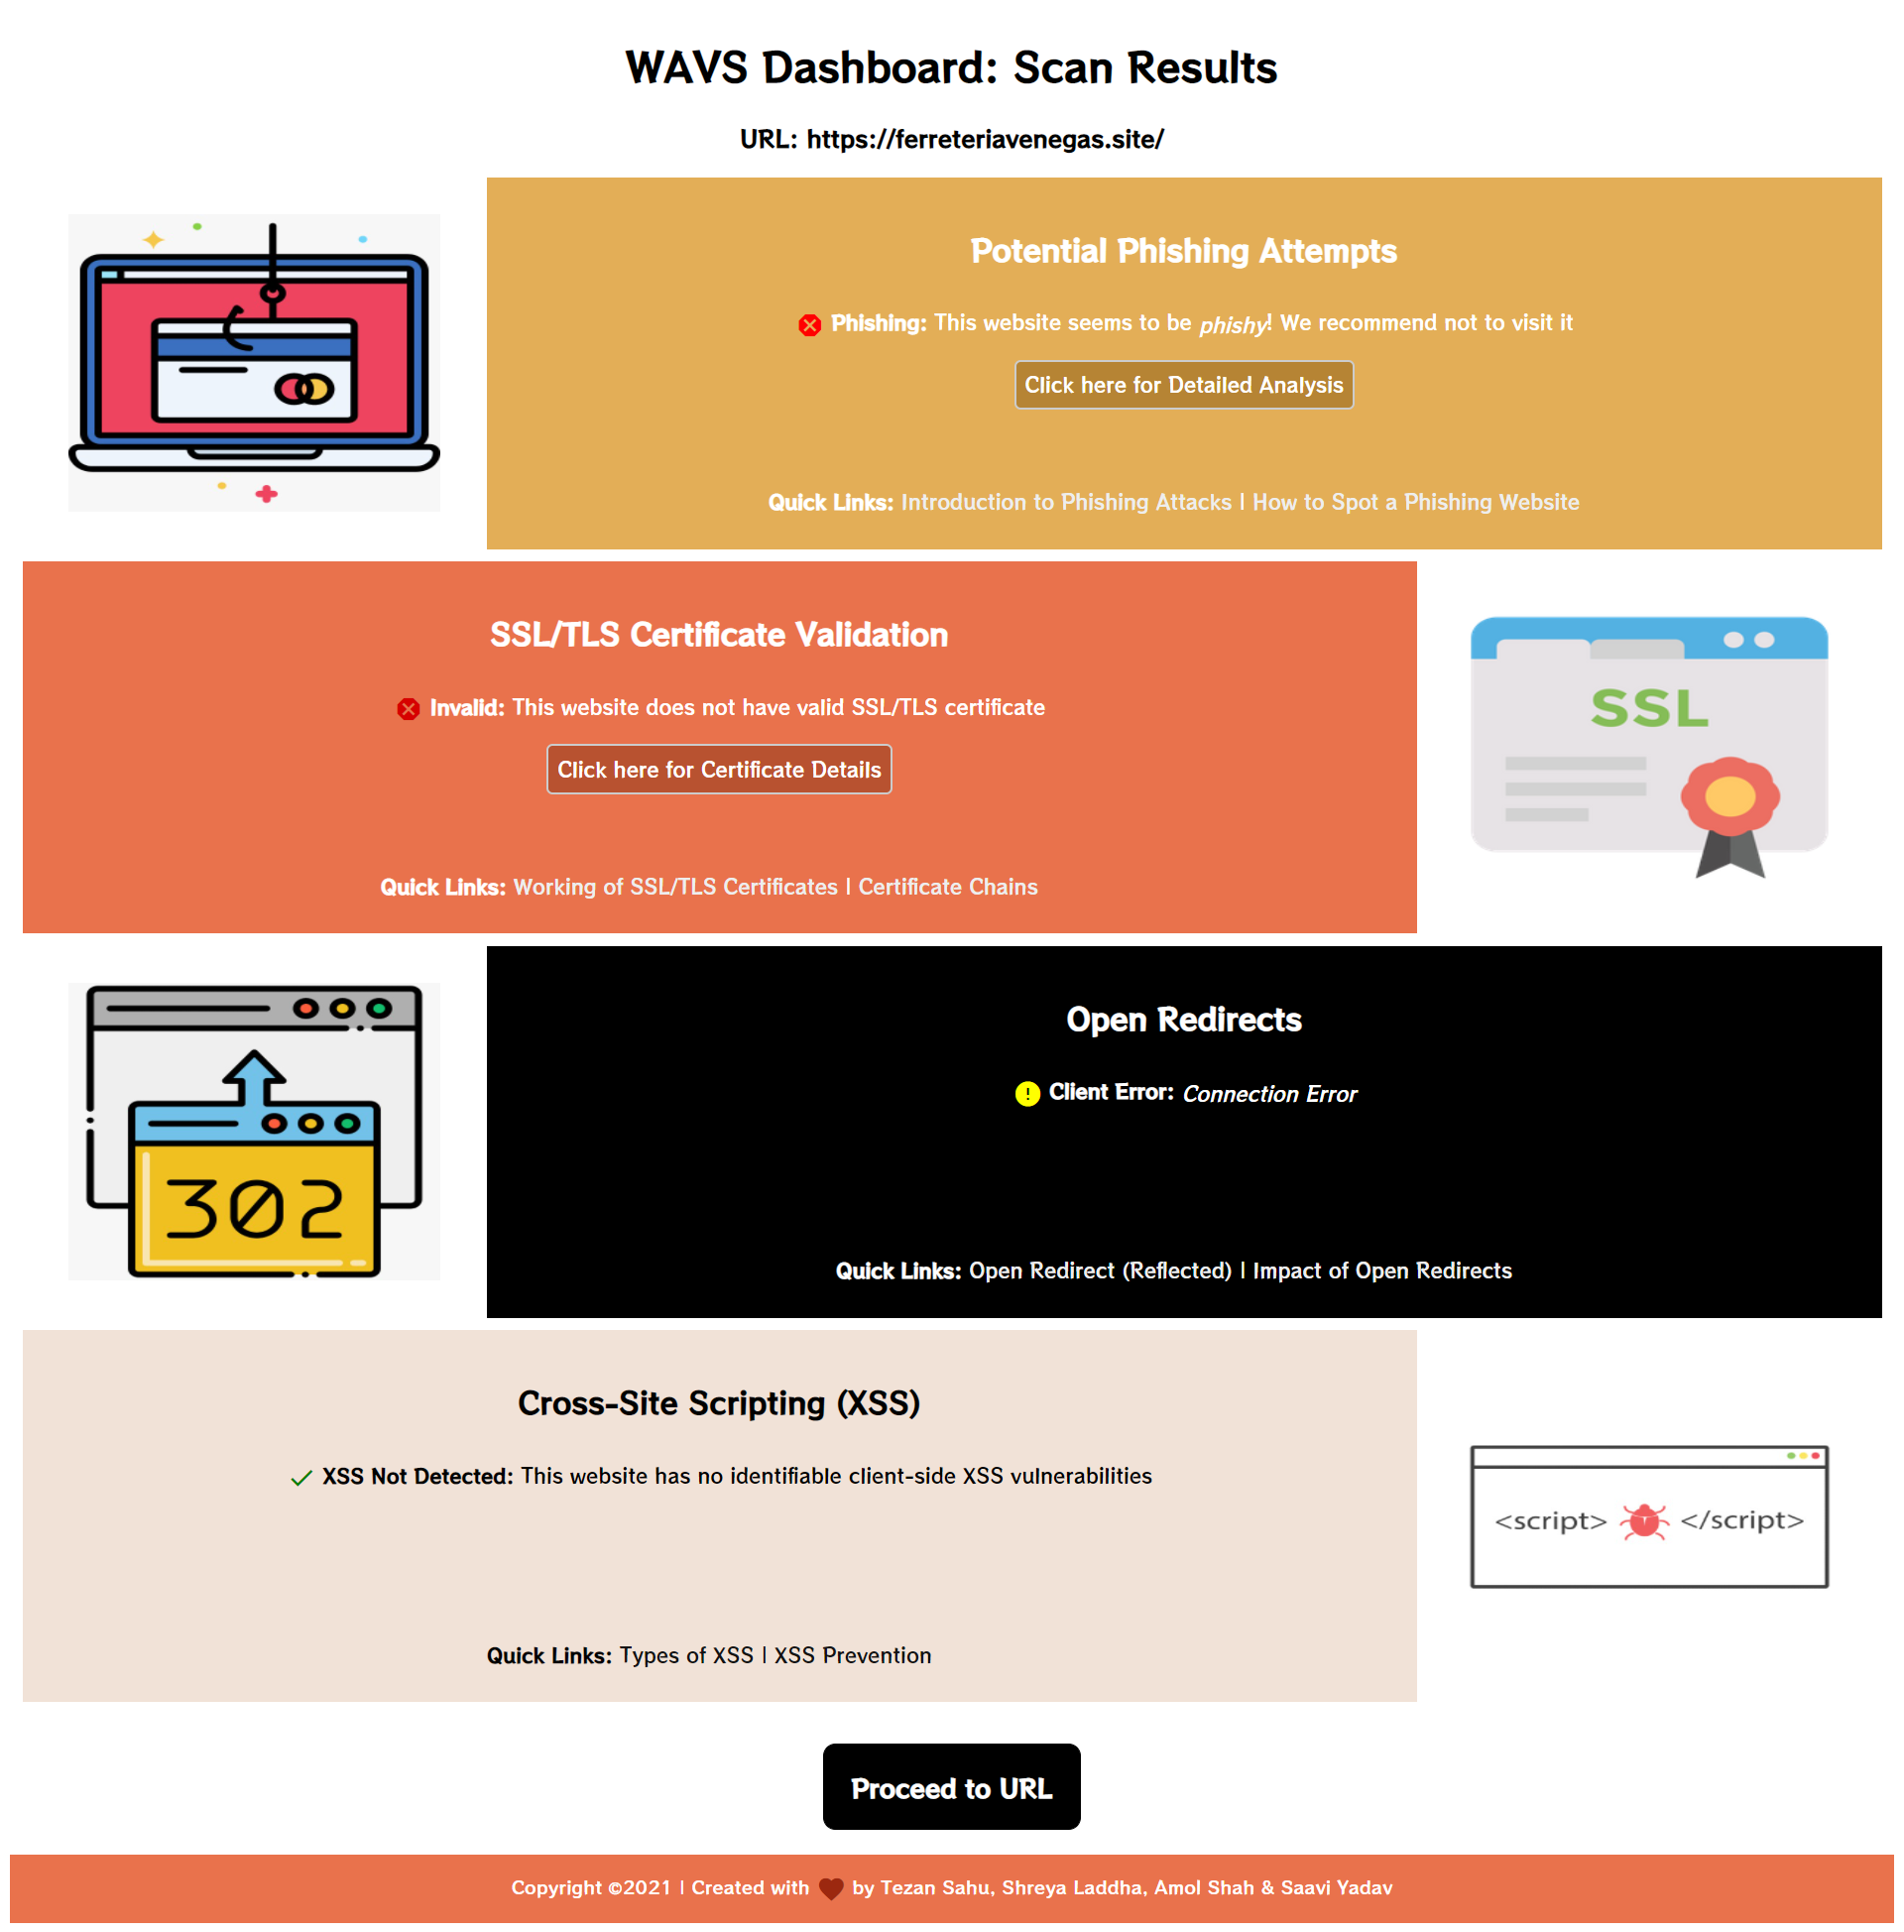 WAVS Dashboard: Scan Results
URL: https://ferreteriavenegas.site/
Potential Phishing Attempts
Phishing: This website seems to be phishy! We recommend not to visit it
Click here for Detailed Analysis
Quick Links: Introduction to Phishing Attacks | How to Spot a Phishing Website
SSL/TLS Certificate Validation
Invalid: This website does not have valid SSL/TLS certificate
Click here for Certificate Details
Quick Links: Working of SSL/TLS Certificates | Certificate Chains
SSL
302
Open Redirects
! Client Error: Connection Error
Quick Links: Open Redirect (Reflected) | Impact of Open Redirects
Cross-Site Scripting (XSS)
XSS Not Detected: This website has no identifiable client-side XSS vulnerabilities
Quick Links: Types of XSS | XSS Prevention
<script> </script>
Proceed to URL
Copyright ©2021 | Created with ❤ by Tezan Sahu, Shreya Laddha, Amol Shah & Saavi Yadav